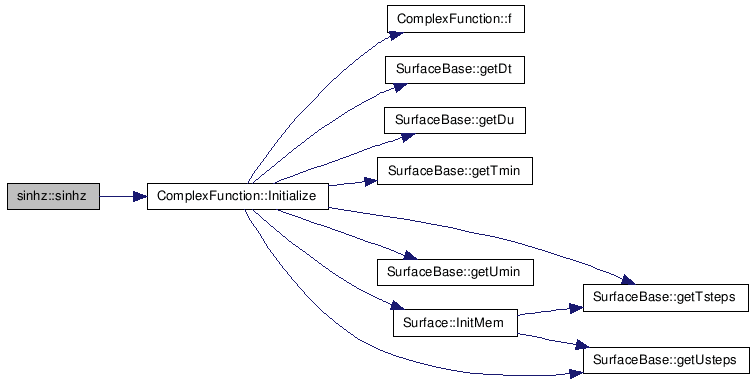 ComplexFunction::f
SurfaceBase::getDt
SurfaceBase::getDu
SurfaceBase::getTmin
sinhz::sinhz
ComplexFunction::Initialize
SurfaceBase::getUmin
SurfaceBase::getTsteps
Surface::InitMem
SurfaceBase::getUsteps